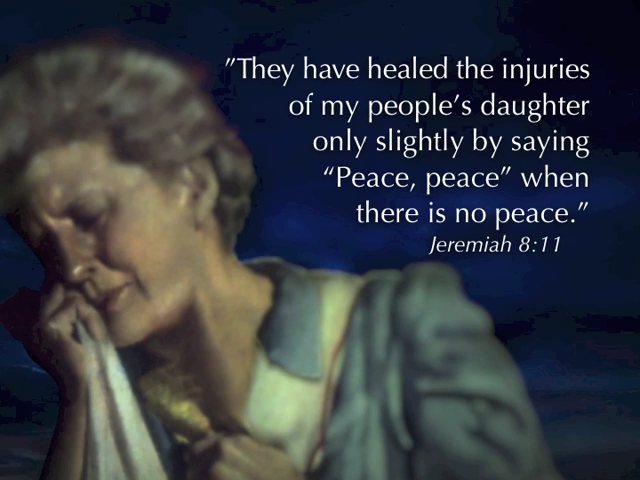 ”They have healed the injuries
of my people’s daughter
only slightly by saying
“Peace, peace” when
there is no peace.”
Jeremiah 8:11